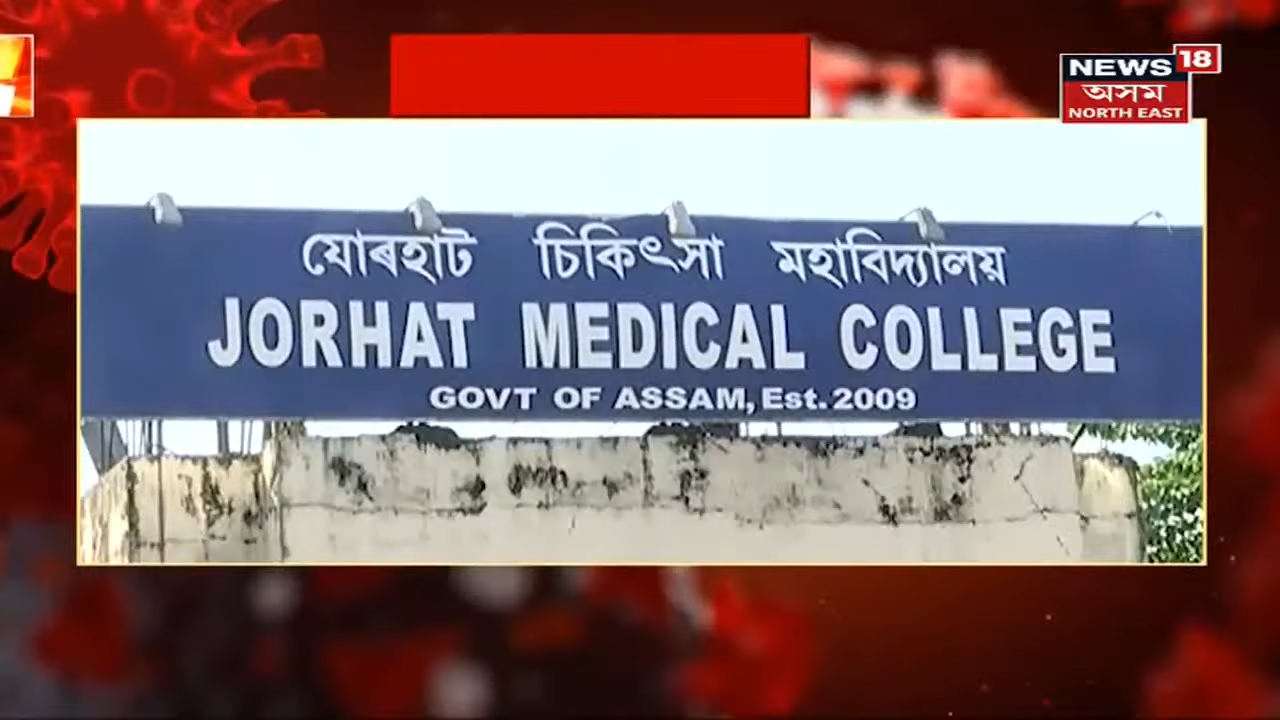 NEWS 18
অসম
NORTH EAST
যোৰহাট চিকিৎসা মহাবিদ্যালয়
JORHAT MEDICAL COLLEGE
GOVT OF ASSAM, Est. 2009